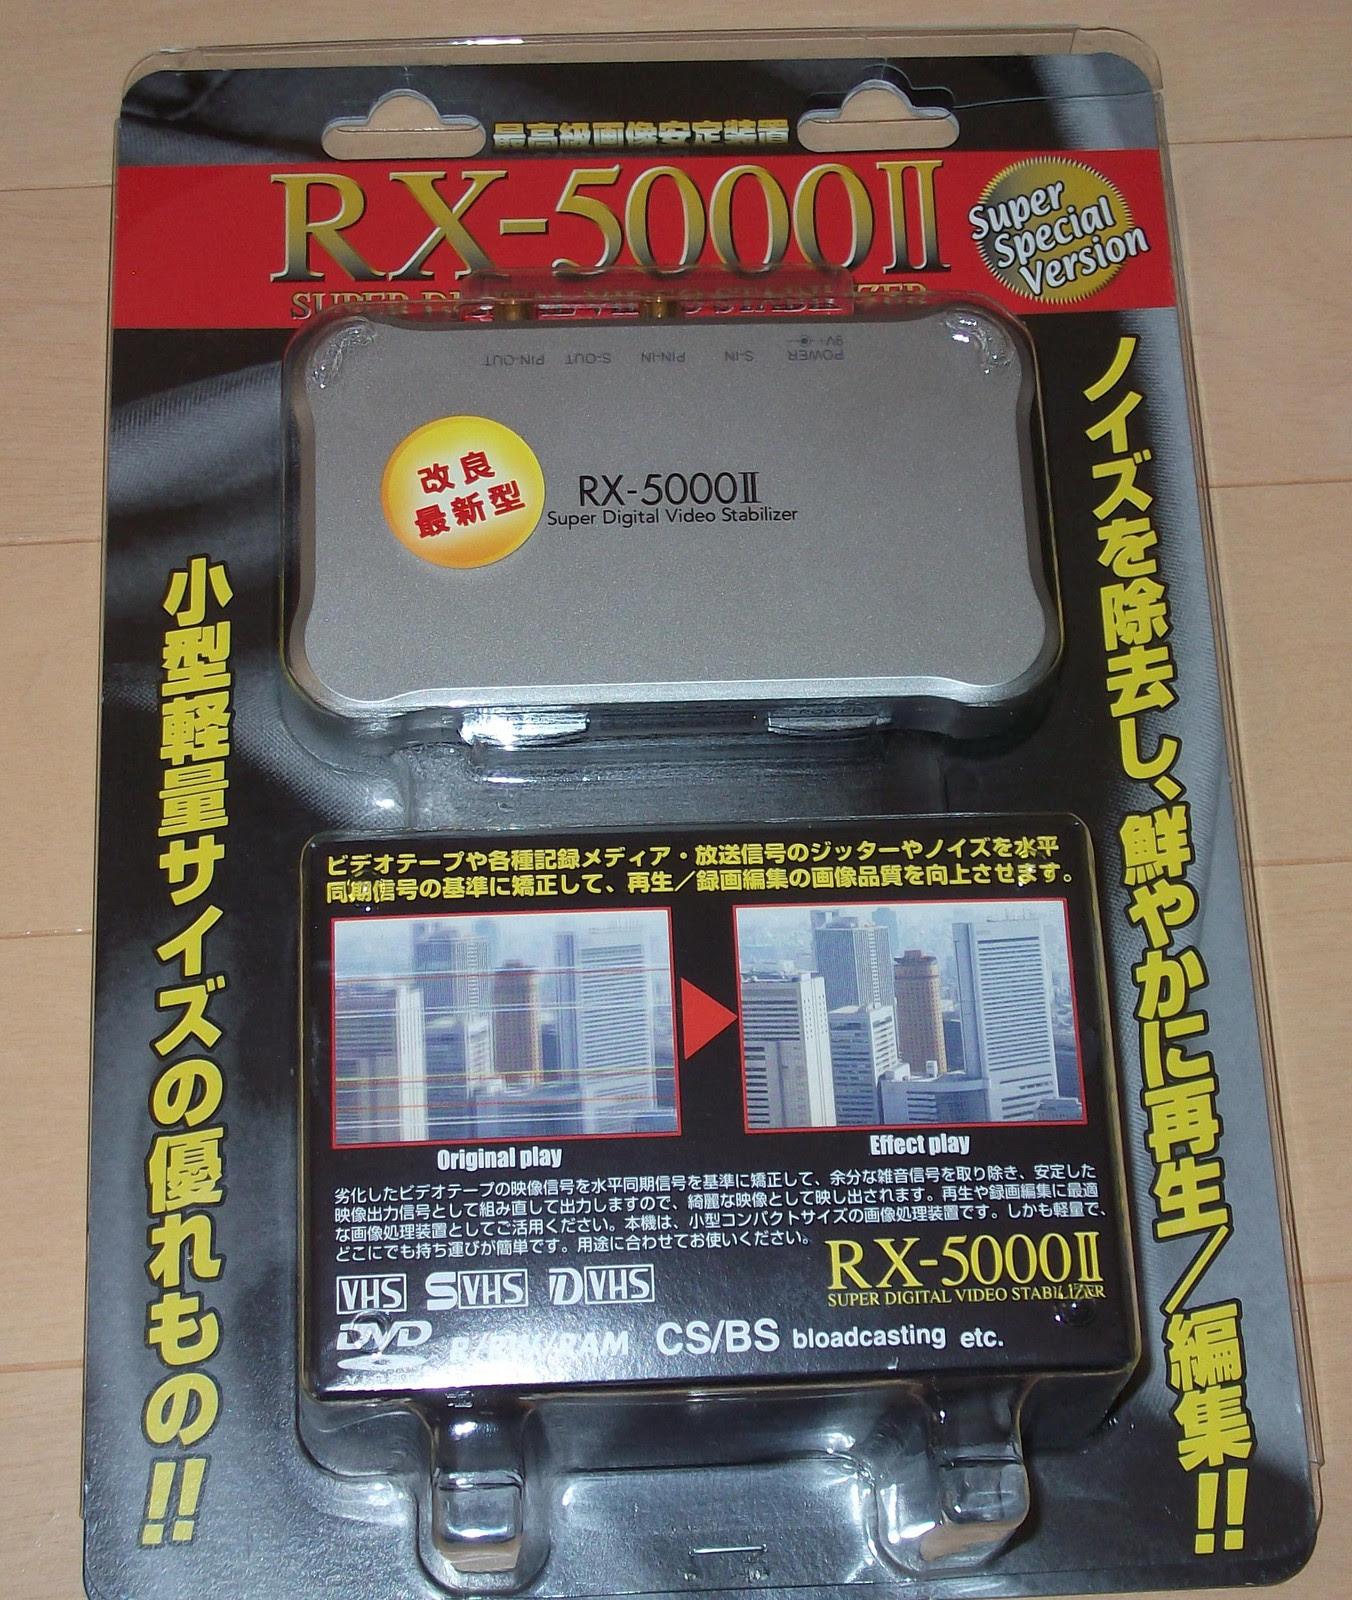 最高級画像安定装置
RX-5000II
SUPER DIGITAL VIDEO STABILIZER
Super
Special
Version
PIN-OUT S-OUT PIN-IN S-IN POWER
9V
改良
最新型
RX-5000II
Super Digital Video Stabilizer
ノイズを除去し、鮮やかに再生／編集!!
小型軽量サイズの優れもの!!
ビデオテープや各種記録メディア・放送信号のジッターやノイズを水平
同期信号の基準に矯正して、再生／録画編集の画像品質を向上させます。
Original play
Effect play
劣化したビデオテープの映像信号を水平同期信号を基準に矯正して、余分な雑音信号を取り除き、安定した
映像出力信号として組み直して出力しますので、綺麗な映像として映し出されます。再生や録画編集に最適
な画像処理装置としてご活用ください。本機は、小型コンパクトサイズの画像処理装置です。しかも軽量で、
どこにでも持ち運びが簡単です。用途に合わせてお使いください。
RX-5000II
SUPER DIGITAL VIDEO STABILIZER
VHS SVHS DVHS
DVD R/RW/RAM CS/BS bloadcasting etc.